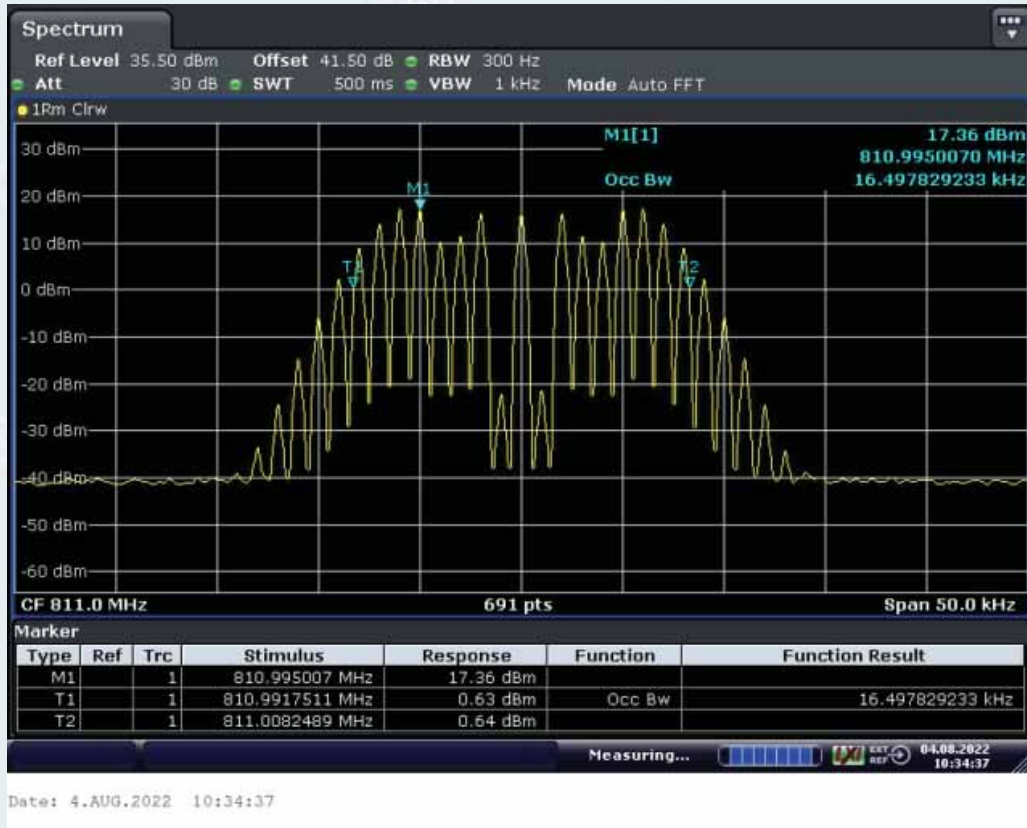 Spectrum
Ref Level 35.50 dBm Offset 41.50 dB RBW 300 Hz
Att 30 dB SWT 500 ms VBW 1 kHz Mode Auto FFT
1Rm Clrw
M1[1] 17.36 dBm
810.9950070 MHz
Occ Bw 16.497829233 kHz
30 dBm
20 dBm
M1
10 dBm
T1
T2
0 dBm
-10 dBm
-20 dBm
-30 dBm
-40 dBm
-50 dBm
-60 dBm
CF 811.0 MHz 691 pts Span 50.0 kHz
Marker
Type Ref Trc Stimulus Response Function Function Result
M1 1 810.995007 MHz 17.36 dBm
T1 1 810.9917511 MHz 0.63 dBm Occ Bw 16.497829233 kHz
T2 1 811.0082489 MHz 0.64 dBm
Measuring... LXI EXT REF 04.08.2022
10:34:37
Date: 4.AUG.2022 10:34:37